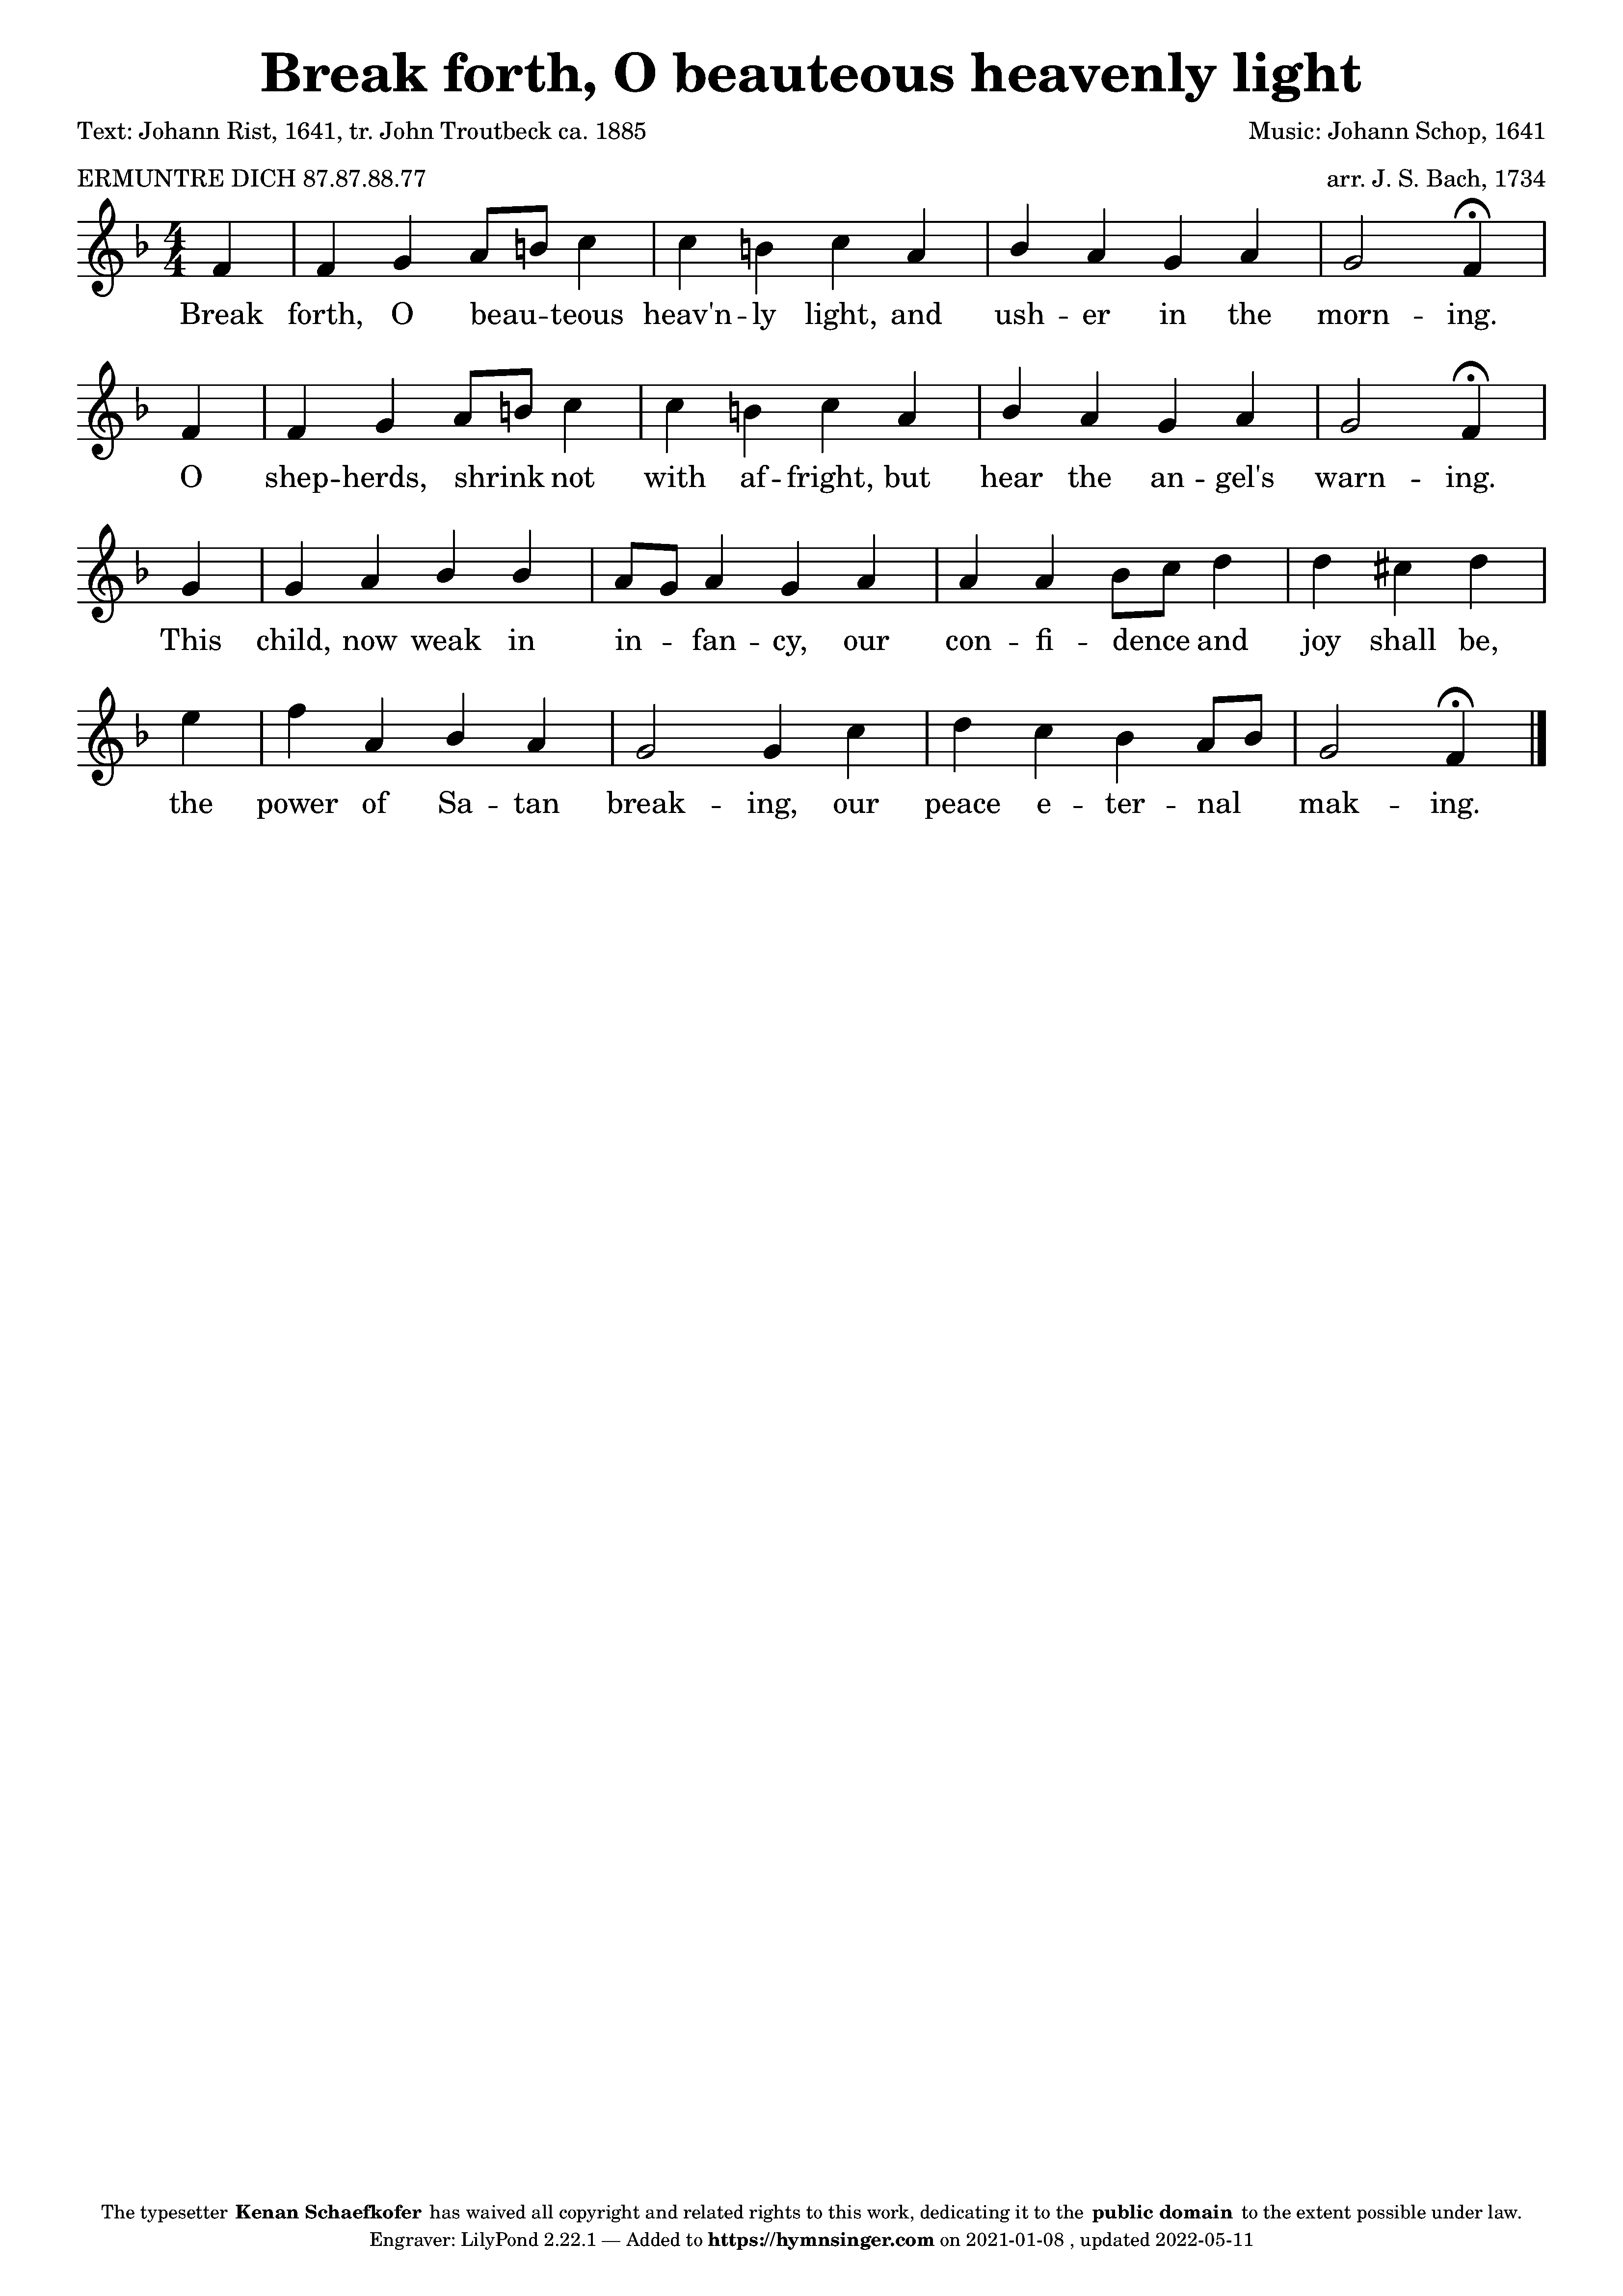 Break forth, O beauteous heavenly light
Text: Johann Rist, 1641, tr. John Troutbeck ca. 1885
Music: Johann Schop, 1641
ERMUNTRE DICH 87.87.88.77
arr. J. S. Bach, 1734
Break forth, O beau -- teous heav'n -- ly light, and ush -- er in the morn -- ing.
O shep -- herds, shrink not with af -- fright, but hear the an -- gel's warn -- ing.
This child, now weak in in -- fan -- cy, our con -- fi -- dence and joy shall be,
the power of Sa -- tan break -- ing, our peace e -- ter -- nal mak -- ing.
The typesetter Kenan Schaefkofer has waived all copyright and related rights to this work, dedicating it to the public domain to the extent possible under law.
Engraver: LilyPond 2.22.1 — Added to https://hymnsinger.com on 2021-01-08 , updated 2022-05-11